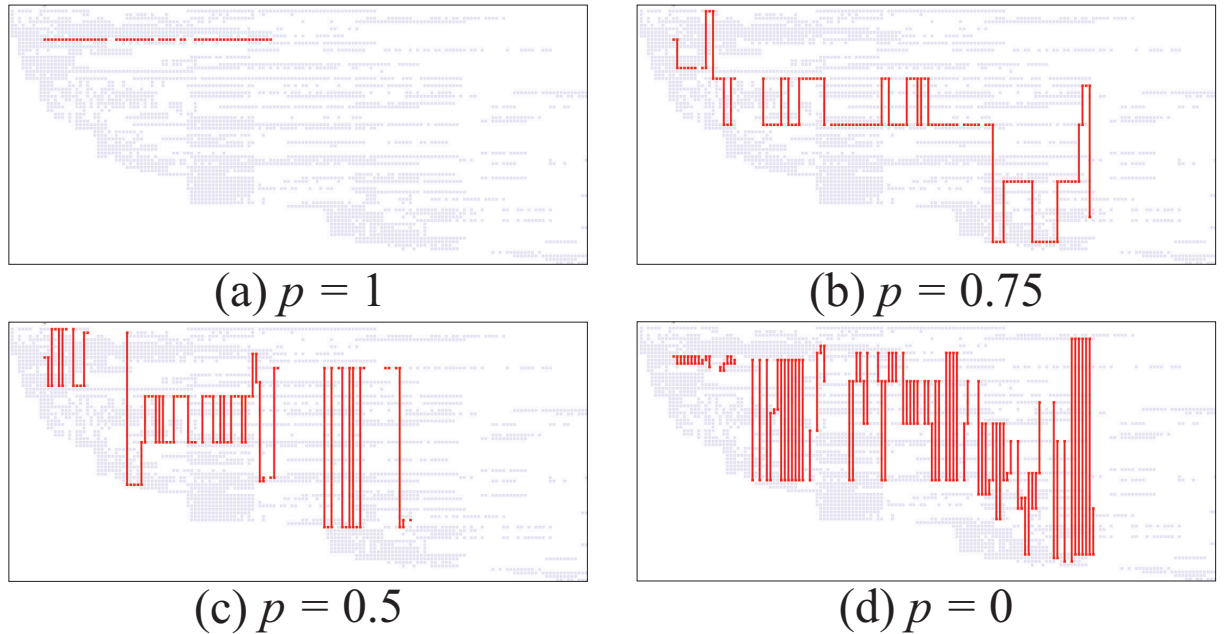 (a) p = 1
(b) p = 0.75
(c) p = 0.5
(d) p = 0